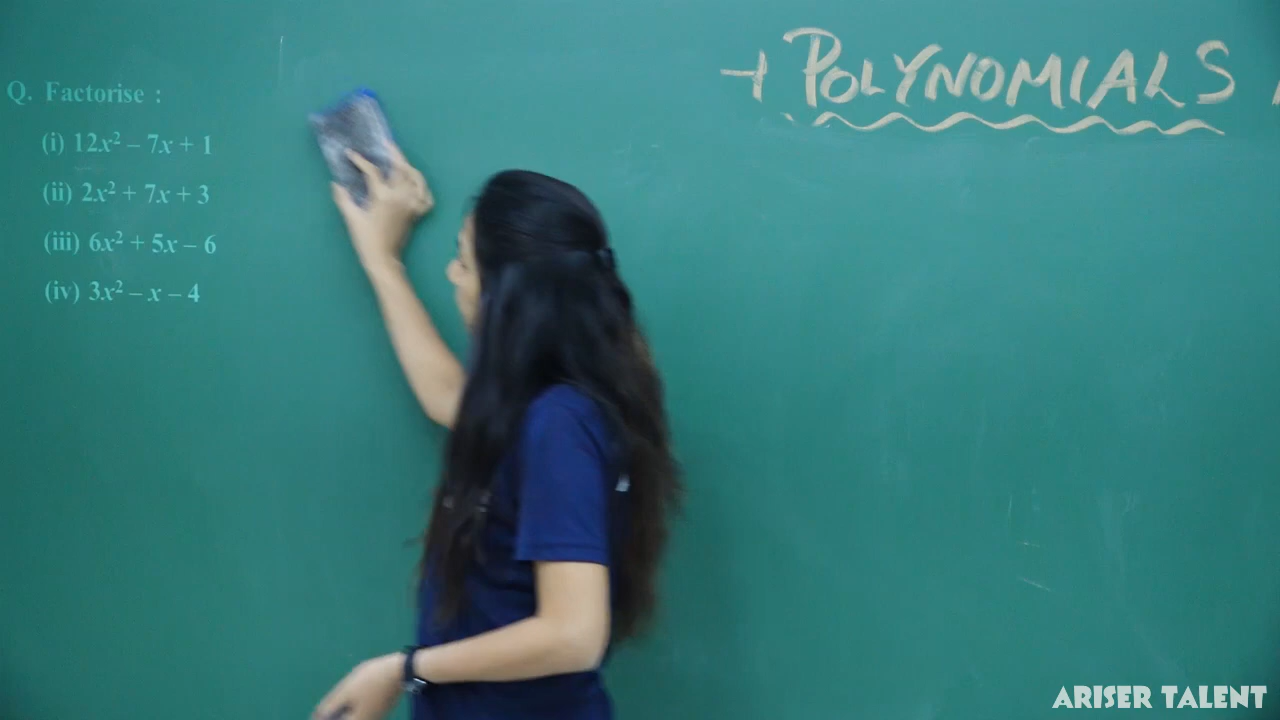 Q. Factorise :
(i) 12x² – 7x + 1
(ii) 2x² + 7x + 3
(iii) 6x² + 5x – 6
(iv) 3x² – x – 4
POLYNOMIALS
ARISER TALENT